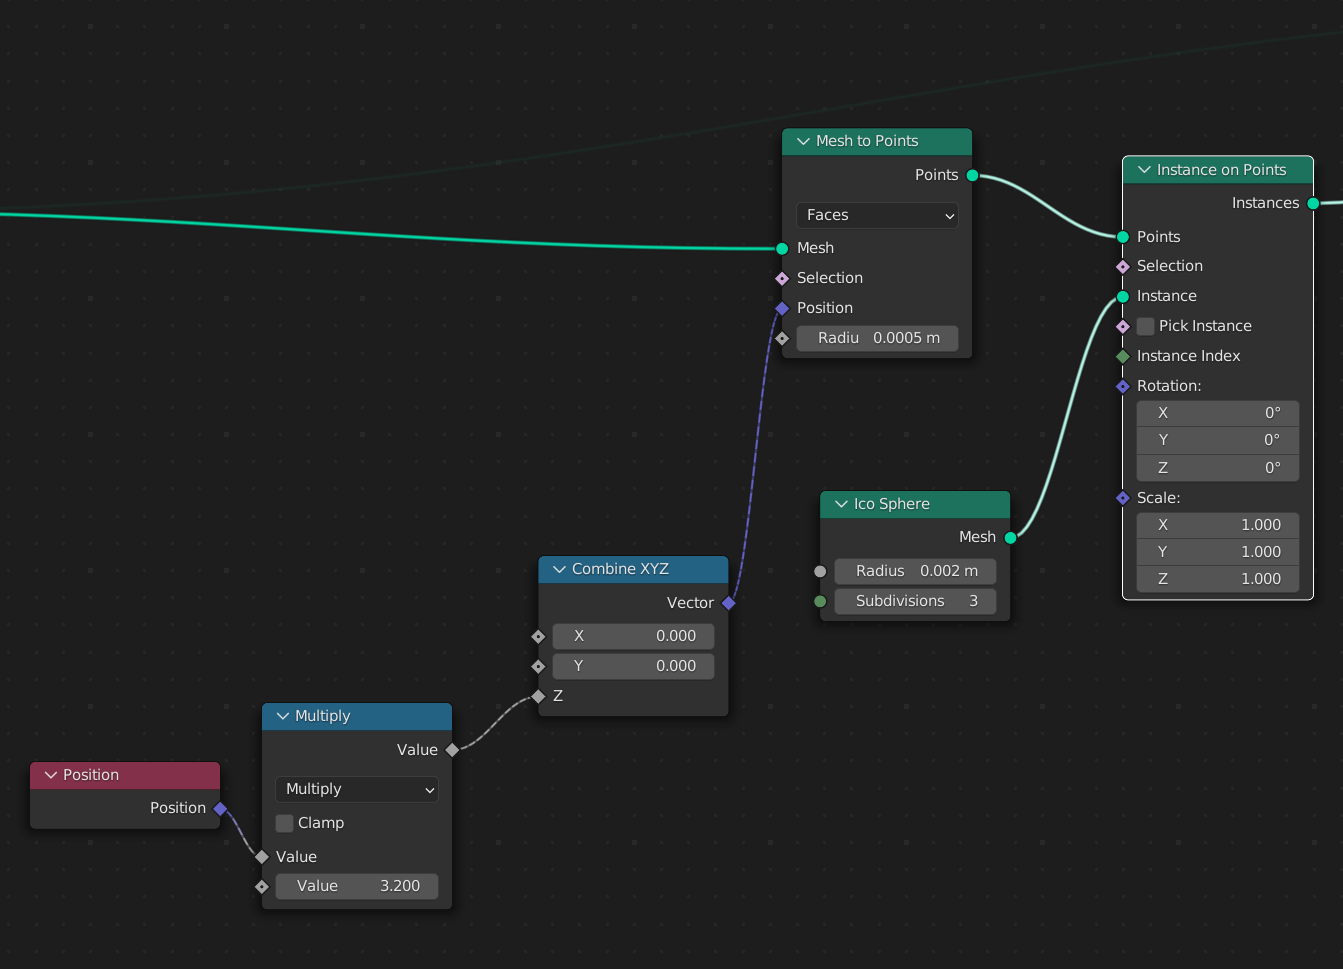 Mesh to Points
Points
Faces
Mesh
Selection
Position
Radiu 0.0005 m
Instance on Points
Instances
Points
Selection
Instance
Pick Instance
Instance Index
Rotation:
X 0°
Y 0°
Z 0°
Scale:
X 1.000
Y 1.000
Z 1.000
Ico Sphere
Mesh
Radius 0.002 m
Subdivisions 3
Combine XYZ
Vector
X 0.000
Y 0.000
Z
Multiply
Value
Multiply
Clamp
Value
Value 3.200
Position
Position